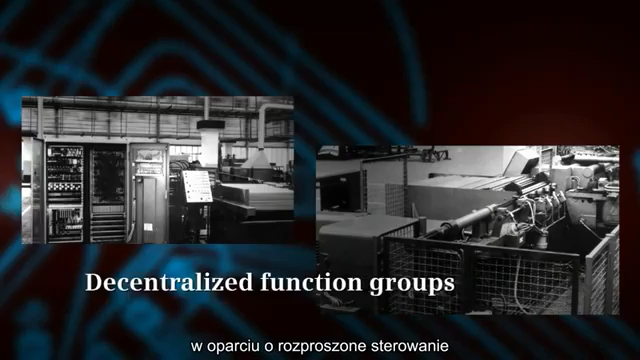 Decentralized function groups
w oparciu o rozproszone sterowanie